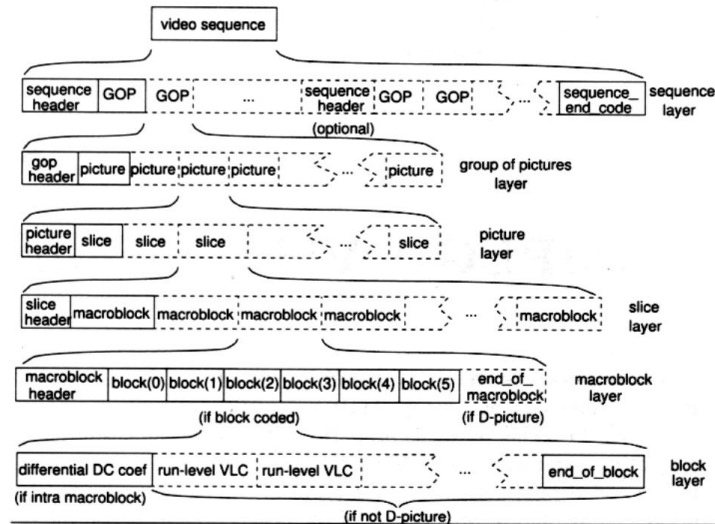 video sequence
sequence header GOP GOP ... sequence header GOP GOP ... sequence_ end_code sequence layer
(optional)
gop header picture picture picture picture ... picture group of pictures layer
picture header slice slice slice ... slice picture layer
slice header macroblock macroblock macroblock macroblock ... macroblock slice layer
macroblock header block(0) block(1) block(2) block(3) block(4) block(5) end_of_ macroblock macroblock layer
(if block coded) (if D-picture)
differential DC coef run-level VLC run-level VLC ... end_of_block block layer
(if intra macroblock)
(if not D-picture)